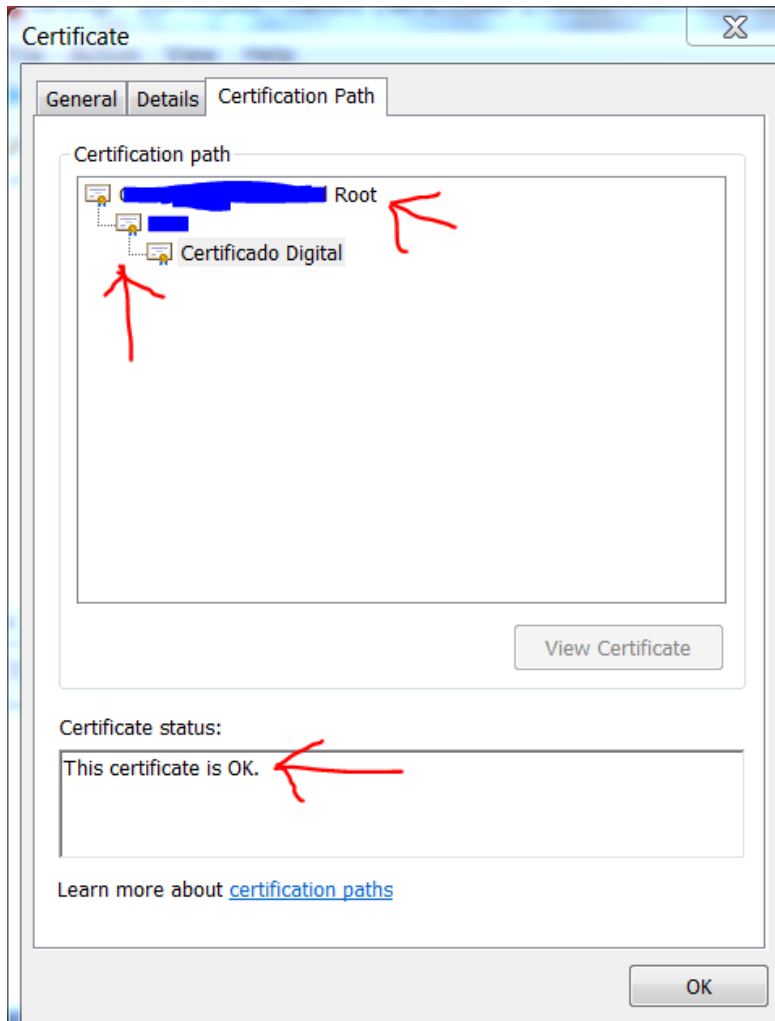 Certificate
General Details Certification Path
Certification path
Root
Certificado Digital
View Certificate
Certificate status:
This certificate is OK.
Learn more about certification paths
OK